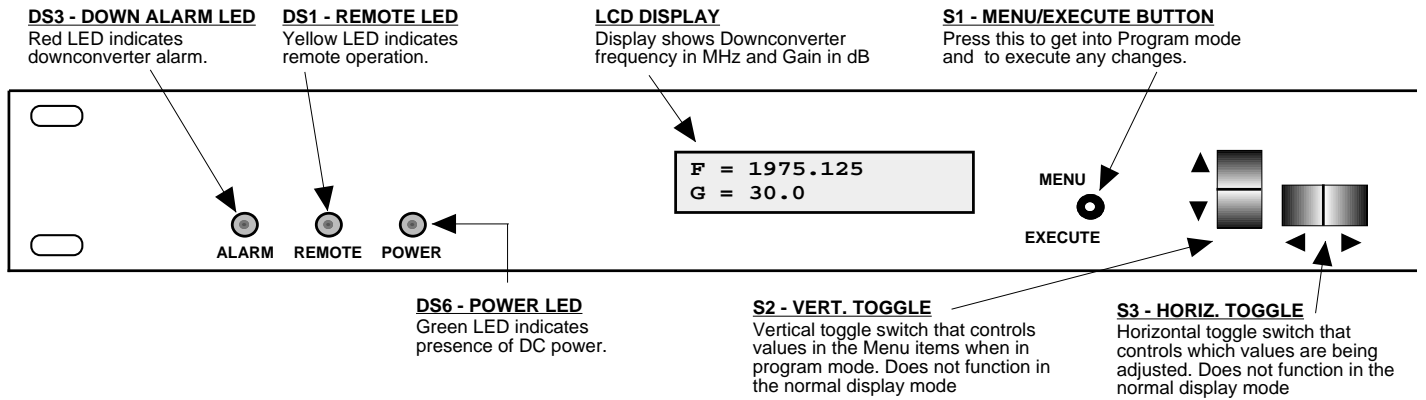 DS3 - DOWN ALARM LED
Red LED indicates
downconverter alarm.
DS1 - REMOTE LED
Yellow LED indicates
remote operation.
LCD DISPLAY
Display shows Downconverter
frequency in MHz and Gain in dB
S1 - MENU/EXECUTE BUTTON
Press this to get into Program mode
and  to execute any changes.
F = 1975.125
G = 30.0
MENU
EXECUTE
ALARM
REMOTE
POWER
DS6 - POWER LED
Green LED indicates
presence of DC power.
S2 - VERT. TOGGLE
Vertical toggle switch that controls
values in the Menu items when in
program mode. Does not function in
the normal display mode
S3 - HORIZ. TOGGLE
Horizontal toggle switch that
controls which values are being
adjusted. Does not function in the
normal display mode